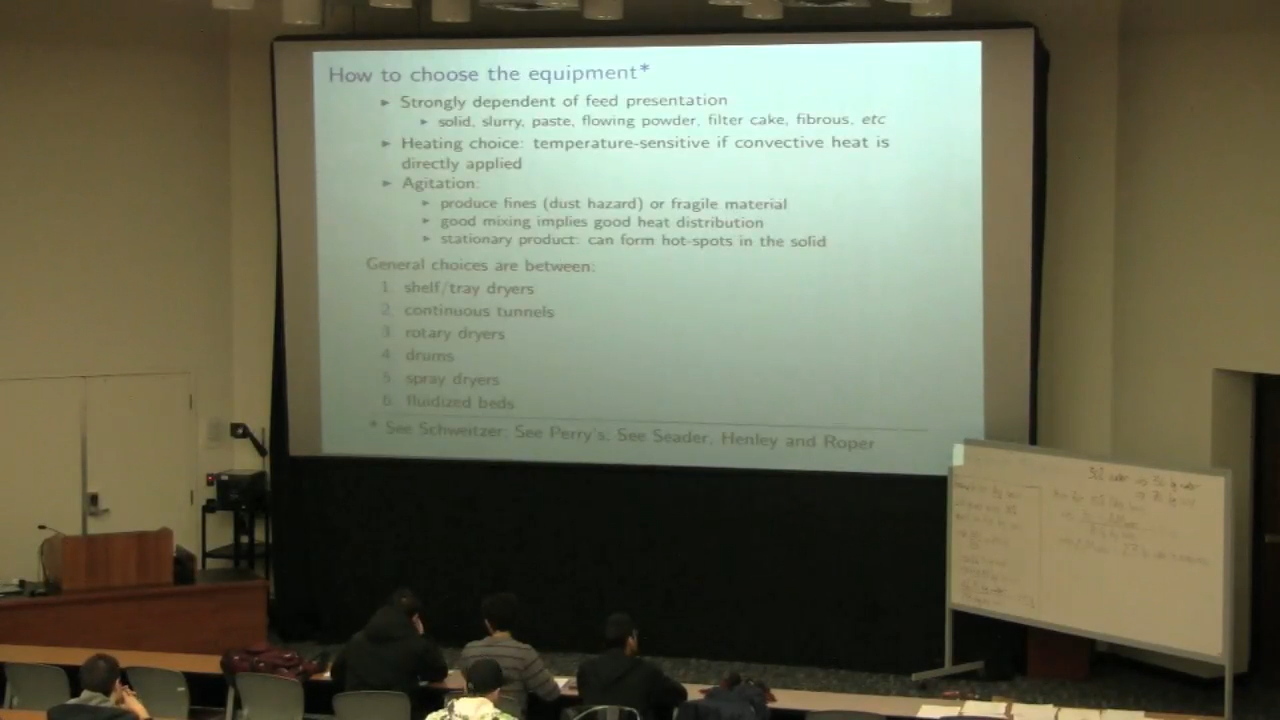 How to choose the equipment*
▸ Strongly dependent of feed presentation
▸ solid, slurry, paste, flowing powder, filter cake, fibrous, etc
▸ Heating choice: temperature-sensitive if convective heat is
directly applied
▸ Agitation:
▸ produce fines (dust hazard) or fragile material
▸ good mixing implies good heat distribution
▸ stationary product: can form hot-spots in the solid
General choices are between:
1. shelf/tray dryers
2. continuous tunnels
3. rotary dryers
4. drums
5. spray dryers
6. fluidized beds
* See Schweitzer; See Perry's; See Seader, Henley and Roper